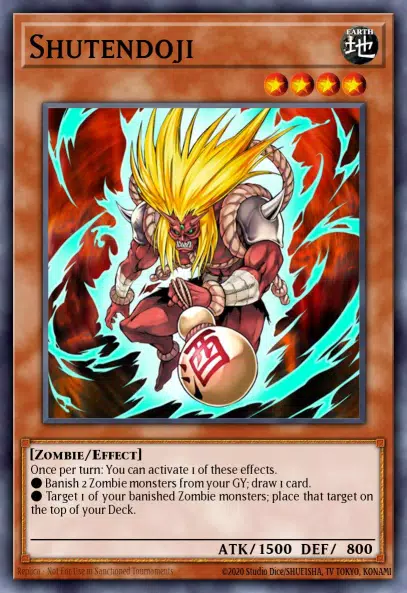 SHUTENDOJI
EARTH
地
酒
[ZOMBIE/EFFECT]
Once per turn: You can activate 1 of these effects.
● Banish 2 Zombie monsters from your GY; draw 1 card.
● Target 1 of your banished Zombie monsters; place that target on
the top of your Deck.
ATK/1500 DEF/ 800
Replica - Not For Use in Sanctioned Tournaments.
©2020 Studio Dice/SHUEISHA, TV TOKYO, KONAMI